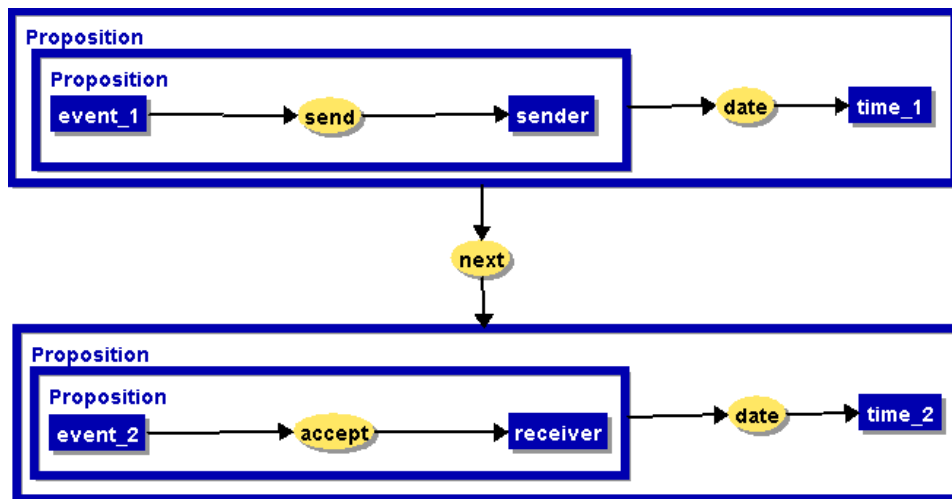 Proposition
Proposition
event_1 send sender date time_1
next
Proposition
Proposition
event_2 accept receiver date time_2